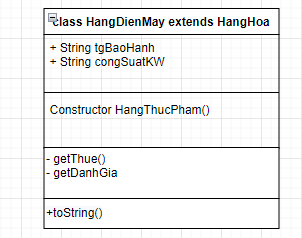 class HangDienMay extends HangHoa
+ String tgBaoHanh
+ String congSuatKW
Constructor HangThucPham()
- getThue()
- getDanhGia
+toString()